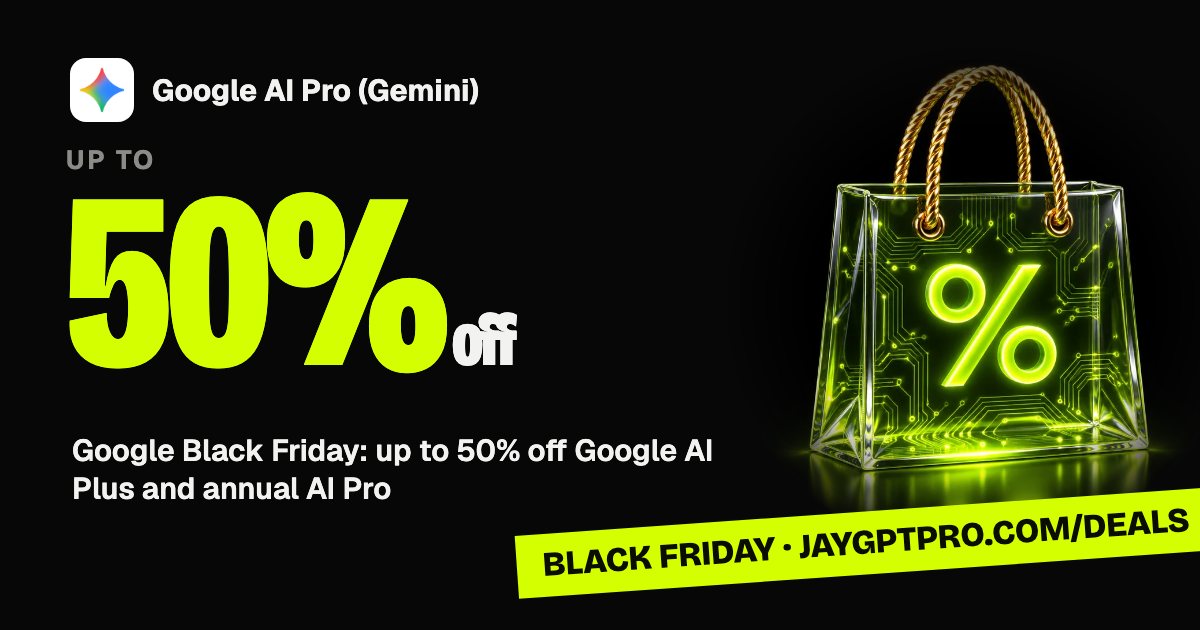 Google AI Pro (Gemini)
UP TO
50% off
Google Black Friday: up to 50% off Google AI
Plus and annual AI Pro
%
BLACK FRIDAY · JAYGPTPRO.COM/DEALS